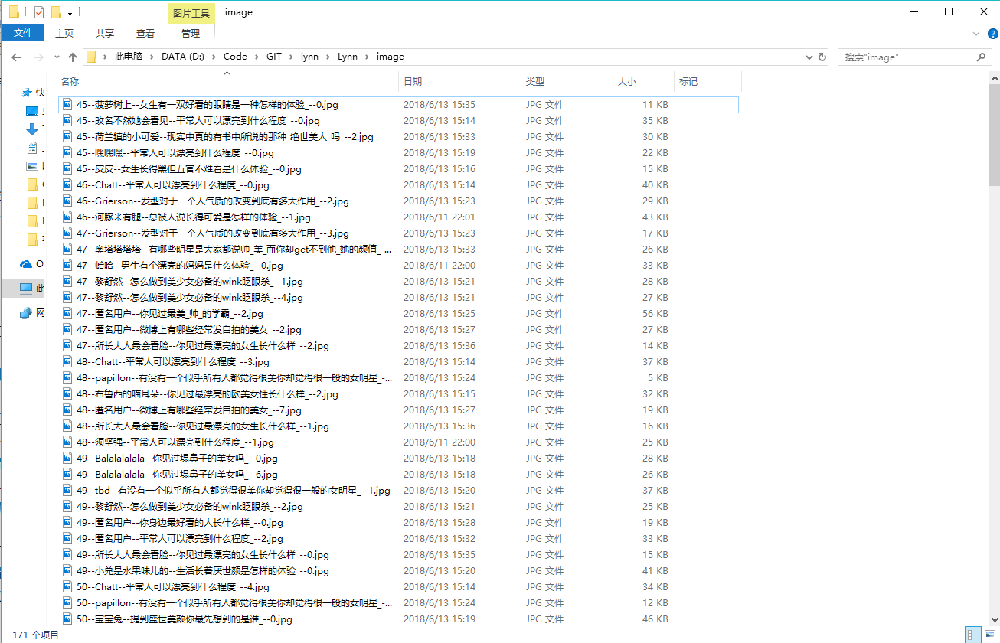 图片工具 image
文件 主页 共享 查看 管理
此电脑 DATA (D:) Code GIT lynn Lynn image 搜索"image"
名称 日期 类型 大小 标记
45--菠萝树上--女生有一双好看的眼睛是一种怎样的体验_--0.jpg 2018/6/13 15:35 JPG 文件 11 KB
45--改名不然她会看见--平常人可以漂亮到什么程度_--0.jpg 2018/6/13 15:14 JPG 文件 35 KB
45--荷兰镇的小可爱--现实中真的有书中所说的那种_绝世美人_吗_--2.jpg 2018/6/13 15:33 JPG 文件 30 KB
45--嘿嘿嘿--平常人可以漂亮到什么程度_--0.jpg 2018/6/13 15:19 JPG 文件 22 KB
45--皮皮--女生长得黑但五官不难看是什么体验_--0.jpg 2018/6/13 15:16 JPG 文件 15 KB
46--Chatt--平常人可以漂亮到什么程度_--0.jpg 2018/6/13 15:14 JPG 文件 40 KB
46--Grierson--发型对于一个人气质的改变到底有多大作用_--2.jpg 2018/6/13 15:23 JPG 文件 29 KB
46--河豚米有腿--总被人说长得可爱是怎样的体验_--1.jpg 2018/6/11 22:01 JPG 文件 43 KB
47--Grierson--发型对于一个人气质的改变到底有多大作用_--3.jpg 2018/6/13 15:23 JPG 文件 17 KB
47--奥塔塔塔塔--有哪些明星是大家都说帅_美_而你却get不到他_她的颜值_-... 2018/6/13 15:33 JPG 文件 26 KB
47--蛤哈--男生有个漂亮的妈妈是什么体验_--0.jpg 2018/6/11 22:00 JPG 文件 33 KB
47--黎舒然--怎么做到美少女必备的wink眨眼杀_--1.jpg 2018/6/13 15:21 JPG 文件 28 KB
47--黎舒然--怎么做到美少女必备的wink眨眼杀_--4.jpg 2018/6/13 15:21 JPG 文件 27 KB
47--匿名用户--你见过最美_帅_的学霸_--2.jpg 2018/6/13 15:25 JPG 文件 56 KB
47--匿名用户--微博上有哪些经常发自拍的美女_--2.jpg 2018/6/13 15:27 JPG 文件 27 KB
47--所长大人最会看脸--你见过最漂亮的女生长什么样_--2.jpg 2018/6/13 15:36 JPG 文件 14 KB
48--Chatt--平常人可以漂亮到什么程度_--3.jpg 2018/6/13 15:14 JPG 文件 37 KB
48--papillon--有没有一个似乎所有人都觉得很美你却觉得很一般的女明星_-... 2018/6/13 15:24 JPG 文件 5 KB
48--布鲁西的喵耳朵--你见过最漂亮的欧美女性长什么样_--2.jpg 2018/6/13 15:15 JPG 文件 32 KB
48--匿名用户--微博上有哪些经常发自拍的美女_--7.jpg 2018/6/13 15:27 JPG 文件 19 KB
48--所长大人最会看脸--你见过最漂亮的女生长什么样_--1.jpg 2018/6/13 15:36 JPG 文件 16 KB
48--须坚强--平常人可以漂亮到什么程度_--1.jpg 2018/6/11 22:00 JPG 文件 25 KB
49--Balalalalala--你见过塌鼻子的美女吗_--0.jpg 2018/6/13 15:18 JPG 文件 28 KB
49--Balalalalala--你见过塌鼻子的美女吗_--6.jpg 2018/6/13 15:18 JPG 文件 26 KB
49--tbd--有没有一个似乎所有人都觉得很美你却觉得很一般的女明星_--1.jpg 2018/6/13 15:20 JPG 文件 37 KB
49--黎舒然--怎么做到美少女必备的wink眨眼杀_--2.jpg 2018/6/13 15:21 JPG 文件 25 KB
49--匿名用户--你身边最好看的人长什么样_--0.jpg 2018/6/13 15:28 JPG 文件 19 KB
49--匿名用户--平常人可以漂亮到什么程度_--2.jpg 2018/6/13 15:32 JPG 文件 33 KB
49--所长大人最会看脸--你见过最漂亮的女生长什么样_--0.jpg 2018/6/13 15:35 JPG 文件 15 KB
49--小兑是水果味儿的--生活长着厌世颜是怎样的体验_--0.jpg 2018/6/13 15:20 JPG 文件 41 KB
50--Chatt--平常人可以漂亮到什么程度_--4.jpg 2018/6/13 15:14 JPG 文件 34 KB
50--papillon--有没有一个似乎所有人都觉得很美你却觉得很一般的女明星_-... 2018/6/13 15:24 JPG 文件 12 KB
50--宝宝兔--提到盛世美颜你最先想到的是谁_--0.jpg 2018/6/13 15:19 JPG 文件 46 KB
快
O
此
网
171 个项目